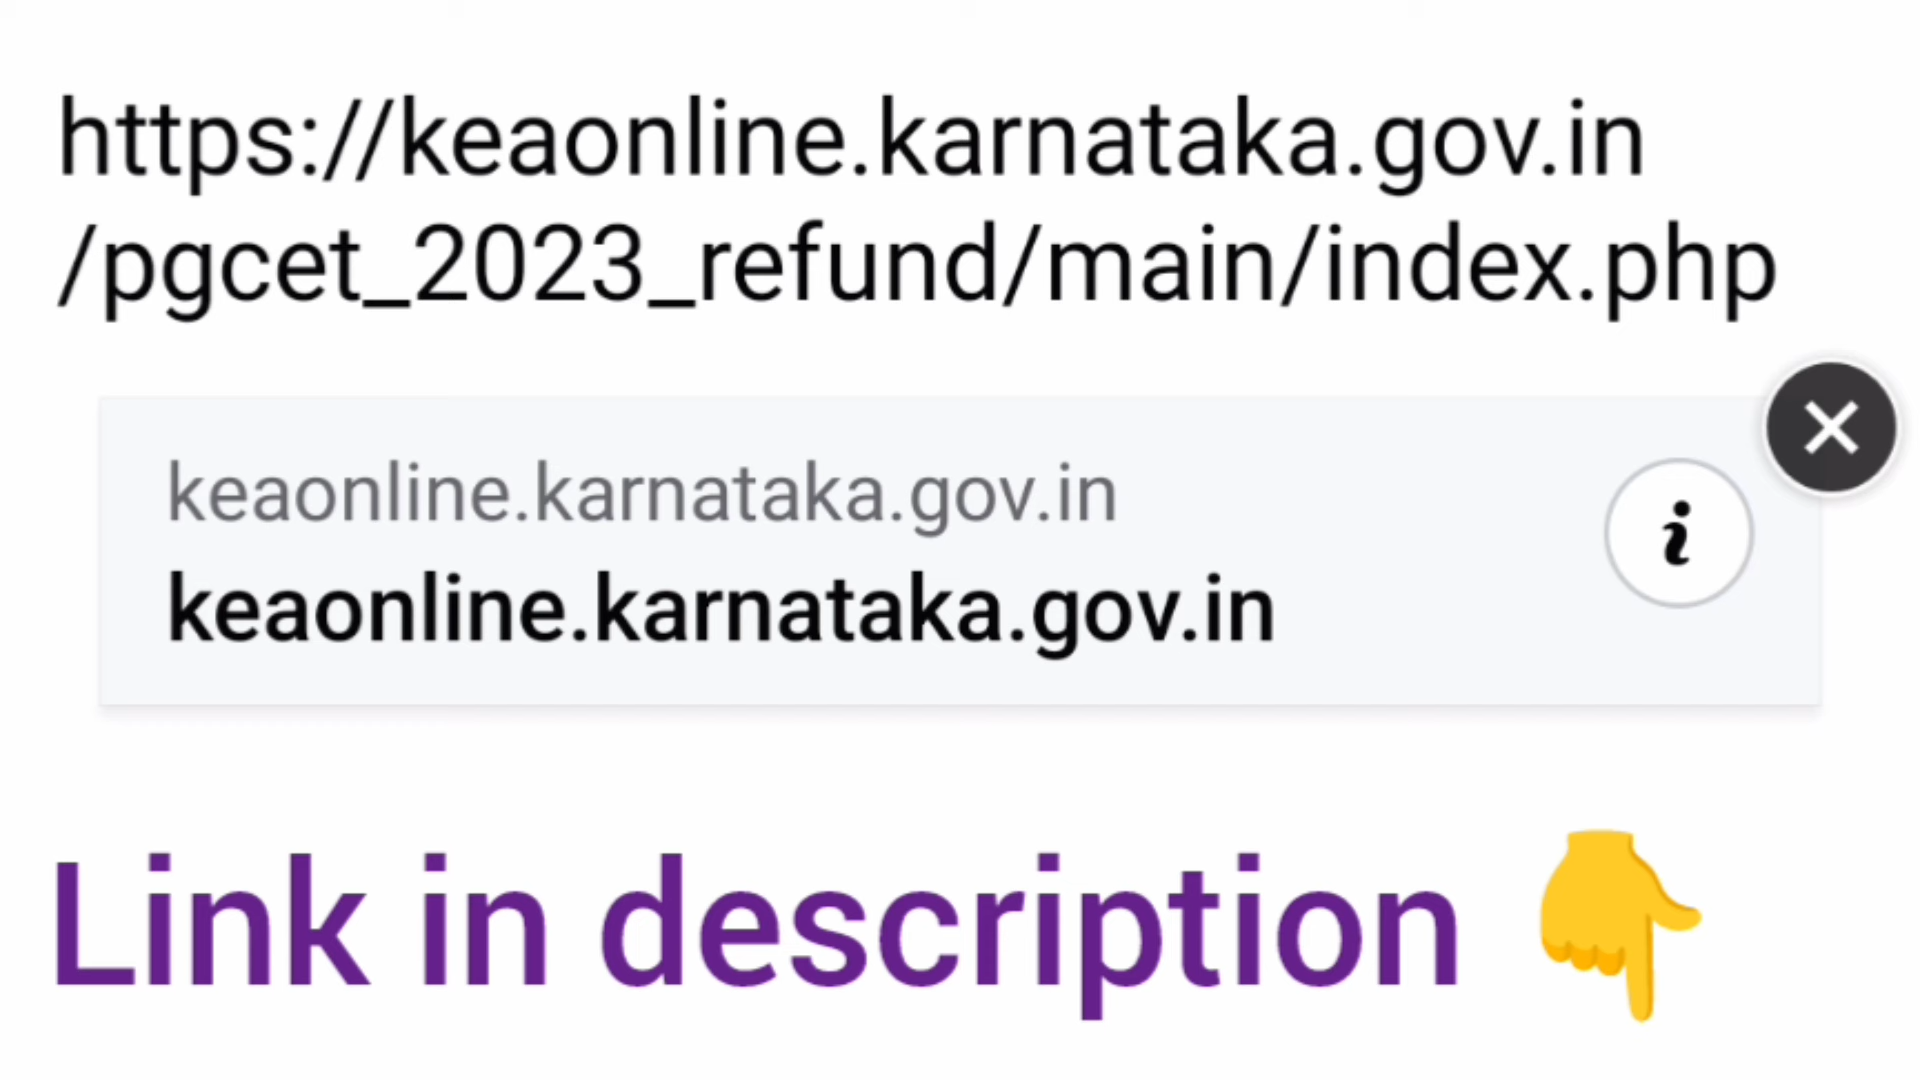 https://keaonline.karnataka.gov.in
/pgcet_2023_refund/main/index.php
keaonline.karnataka.gov.in
keaonline.karnataka.gov.in
i
Link in description 👇